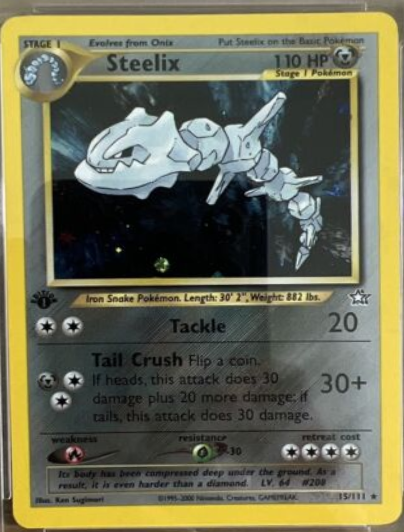 STAGE 1 Evolves from Onix Put Steelix on the Basic Pokémon
Steelix 110 HP
Stage 1 Pokémon
Iron Snake Pokémon. Length: 30' 2", Weight: 882 lbs.
Tackle 20
Tail Crush Flip a coin.
If heads, this attack does 30
damage plus 20 more damage; if
tails, this attack does 30 damage.
30+
weakness resistance retreat cost
-30
Its body has been compressed deep under the ground. As a
result, it is even harder than a diamond. LV. 64 #208
Illus. Ken Sugimori ©1995-2000 Nintendo, Creatures, GAMEFREAK. 15/111